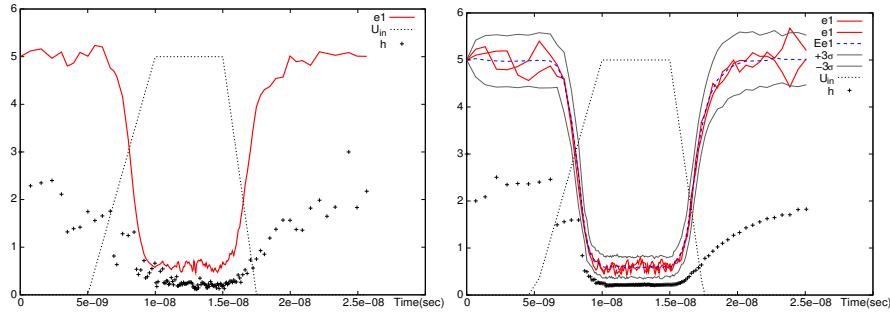 6
5
4
3
2
1
0
0
5e-09
1e-08
1.5e-08
2e-08
2.5e-08
Time(sec)
e1
U_in
h
6
5
4
3
2
1
0
0
5e-09
1e-08
1.5e-08
2e-08
2.5e-08
Time(sec)
e1
e1
Ee1
+3σ
−3σ
U_in
h